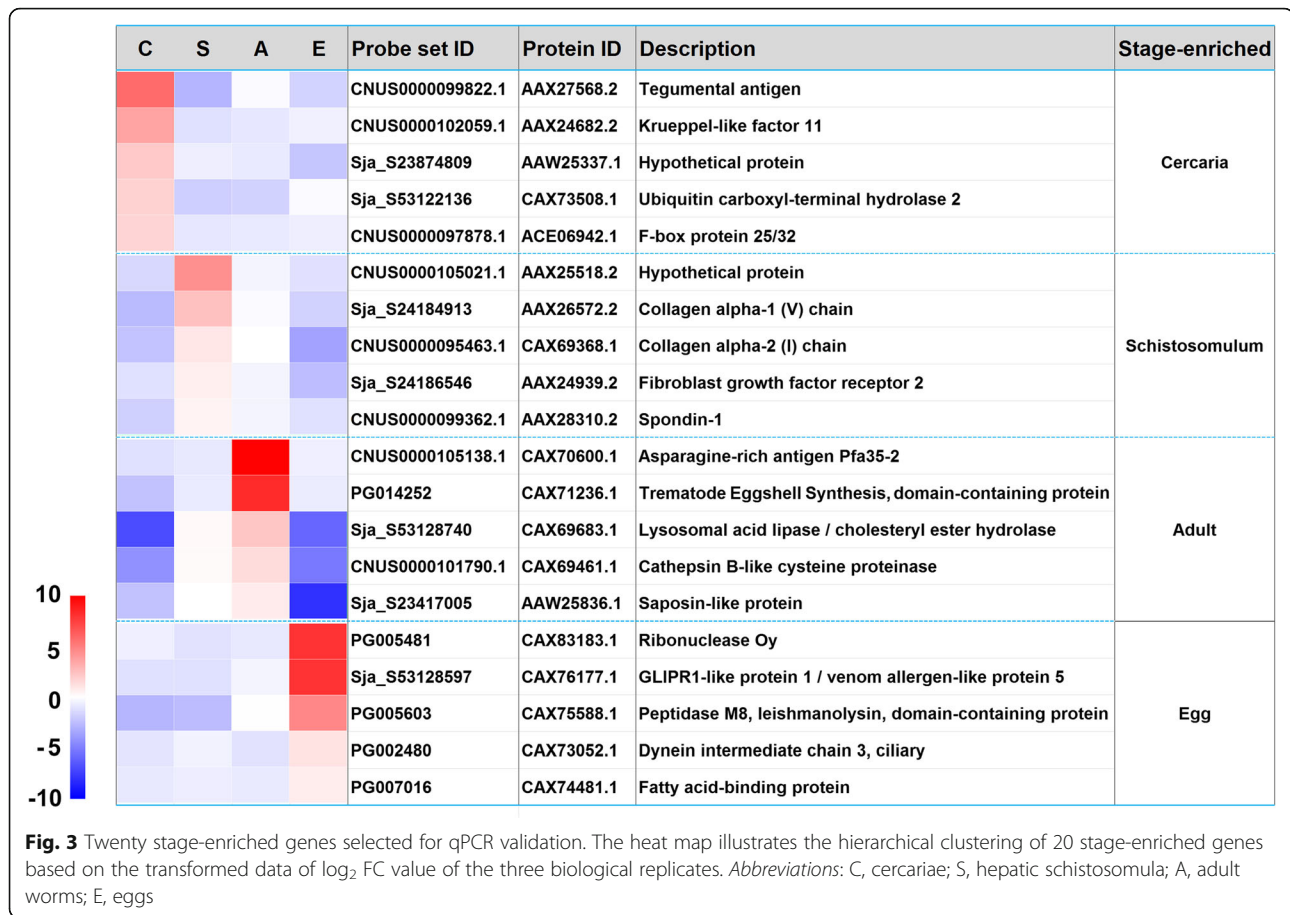 C S A E Probe set ID Protein ID Description Stage-enriched
CNUS0000099822.1 AAX27568.2 Tegumental antigen
CNUS0000102059.1 AAX24682.2 Krueppel-like factor 11
Sja_S23874809 AAW25337.1 Hypothetical protein
Cercaria
Sja_S53122136 CAX73508.1 Ubiquitin carboxyl-terminal hydrolase 2
CNUS0000097878.1 ACE06942.1 F-box protein 25/32
CNUS0000105021.1 AAX25518.2 Hypothetical protein
Sja_S24184913 AAX26572.2 Collagen alpha-1 (V) chain
CNUS0000095463.1 CAX69368.1 Collagen alpha-2 (I) chain
Schistosomulum
Sja_S24186546 AAX24939.2 Fibroblast growth factor receptor 2
CNUS0000099362.1 AAX28310.2 Spondin-1
CNUS0000105138.1 CAX70600.1 Asparagine-rich antigen Pfa35-2
PG014252 CAX71236.1 Trematode Eggshell Synthesis, domain-containing protein
Sja_S53128740 CAX69683.1 Lysosomal acid lipase / cholesteryl ester hydrolase
Adult
CNUS0000101790.1 CAX69461.1 Cathepsin B-like cysteine proteinase
Sja_S23417005 AAW25836.1 Saposin-like protein
PG005481 CAX83183.1 Ribonuclease Oy
Sja_S53128597 CAX76177.1 GLIPR1-like protein 1 / venom allergen-like protein 5
PG005603 CAX75588.1 Peptidase M8, leishmanolysin, domain-containing protein
Egg
PG002480 CAX73052.1 Dynein intermediate chain 3, ciliary
PG007016 CAX74481.1 Fatty acid-binding protein
10
5
0
-5
-10
Fig. 3 Twenty stage-enriched genes selected for qPCR validation. The heat map illustrates the hierarchical clustering of 20 stage-enriched genes
based on the transformed data of log₂ FC value of the three biological replicates. Abbreviations: C, cercariae; S, hepatic schistosomula; A, adult
worms; E, eggs